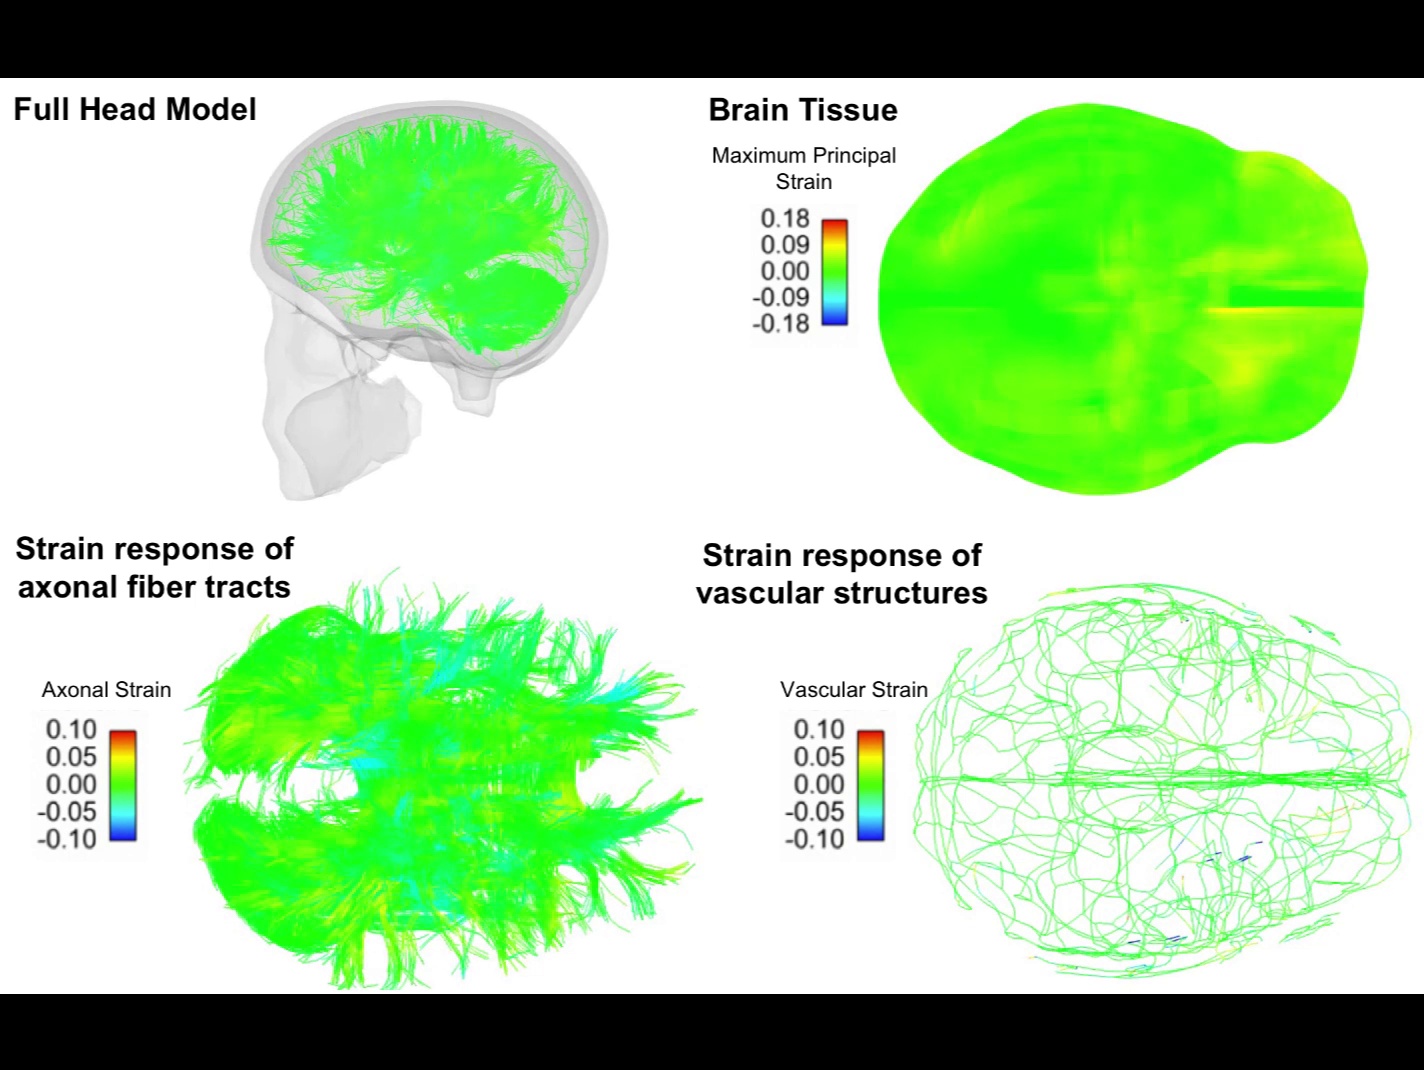 Full Head Model
Brain Tissue
Maximum Principal
Strain
0.18
0.09
0.00
-0.09
-0.18
Strain response of
axonal fiber tracts
Axonal Strain
0.10
0.05
0.00
-0.05
-0.10
Strain response of
vascular structures
Vascular Strain
0.10
0.05
0.00
-0.05
-0.10